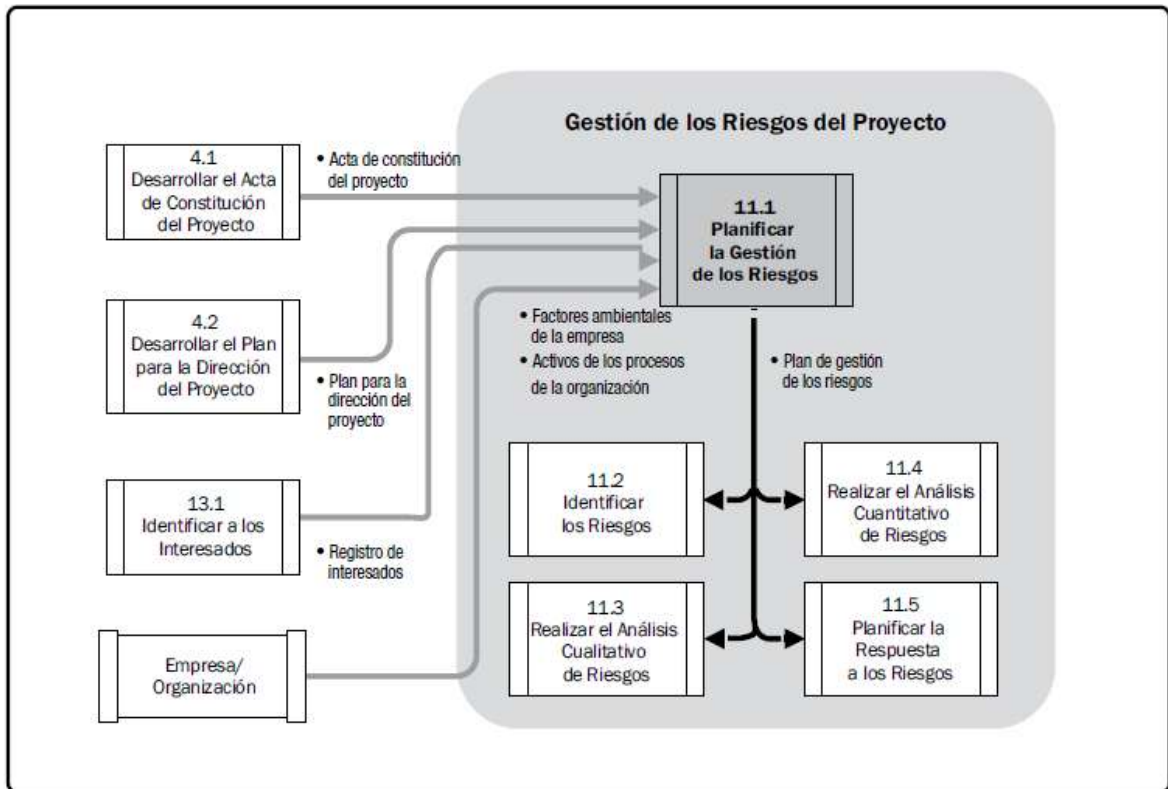 Gestión de los Riesgos del Proyecto
4.1
Desarrollar el Acta
de Constitución
del Proyecto
• Acta de constitución
del proyecto
11.1
Planificar
la Gestión
de los Riesgos
4.2
Desarrollar el Plan
para la Dirección
del Proyecto
• Plan para la
dirección del
proyecto
• Factores ambientales
de la empresa
• Activos de los procesos
de la organización
• Plan de gestión
de los riesgos
13.1
Identificar a los
Interesados
• Registro de
interesados
11.2
Identificar
los Riesgos
11.4
Realizar el Análisis
Cuantitativo
de Riesgos
Empresa/
Organización
11.3
Realizar el Análisis
Cualitativo
de Riesgos
11.5
Planificar la
Respuesta
a los Riesgos